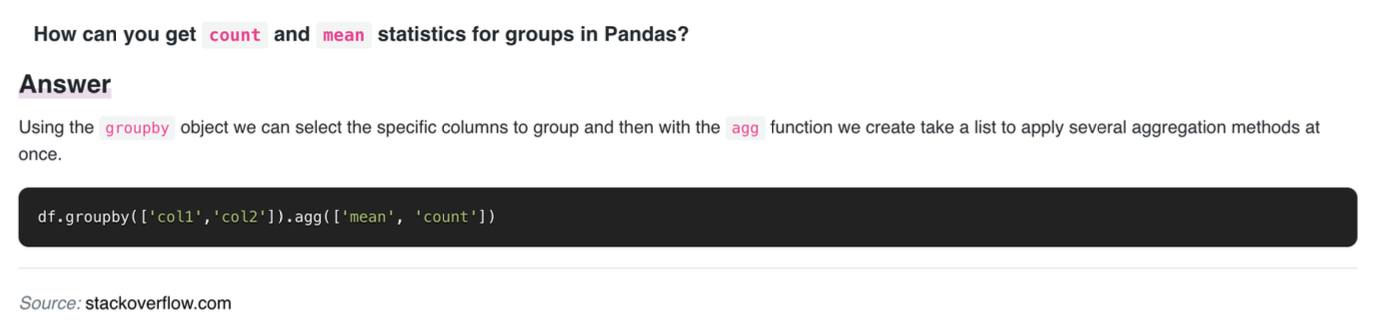 How can you get count and mean statistics for groups in Pandas?
Answer
Using the groupby object we can select the specific columns to group and then with the agg function we create take a list to apply several aggregation methods at
once.
df.groupby(['col1','col2']).agg(['mean', 'count'])
Source: stackoverflow.com